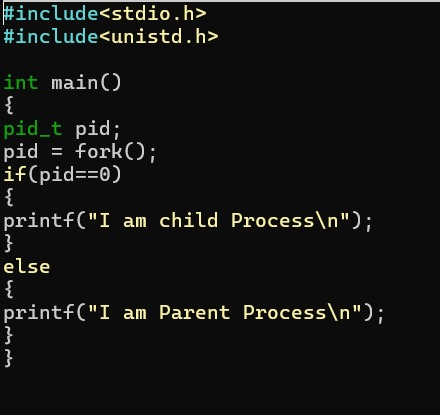 #include<stdio.h>
#include<unistd.h>
int main()
{
pid_t pid;
pid = fork();
if(pid==0)
{
printf("I am child Process\n");
}
else
{
printf("I am Parent Process\n");
}
}